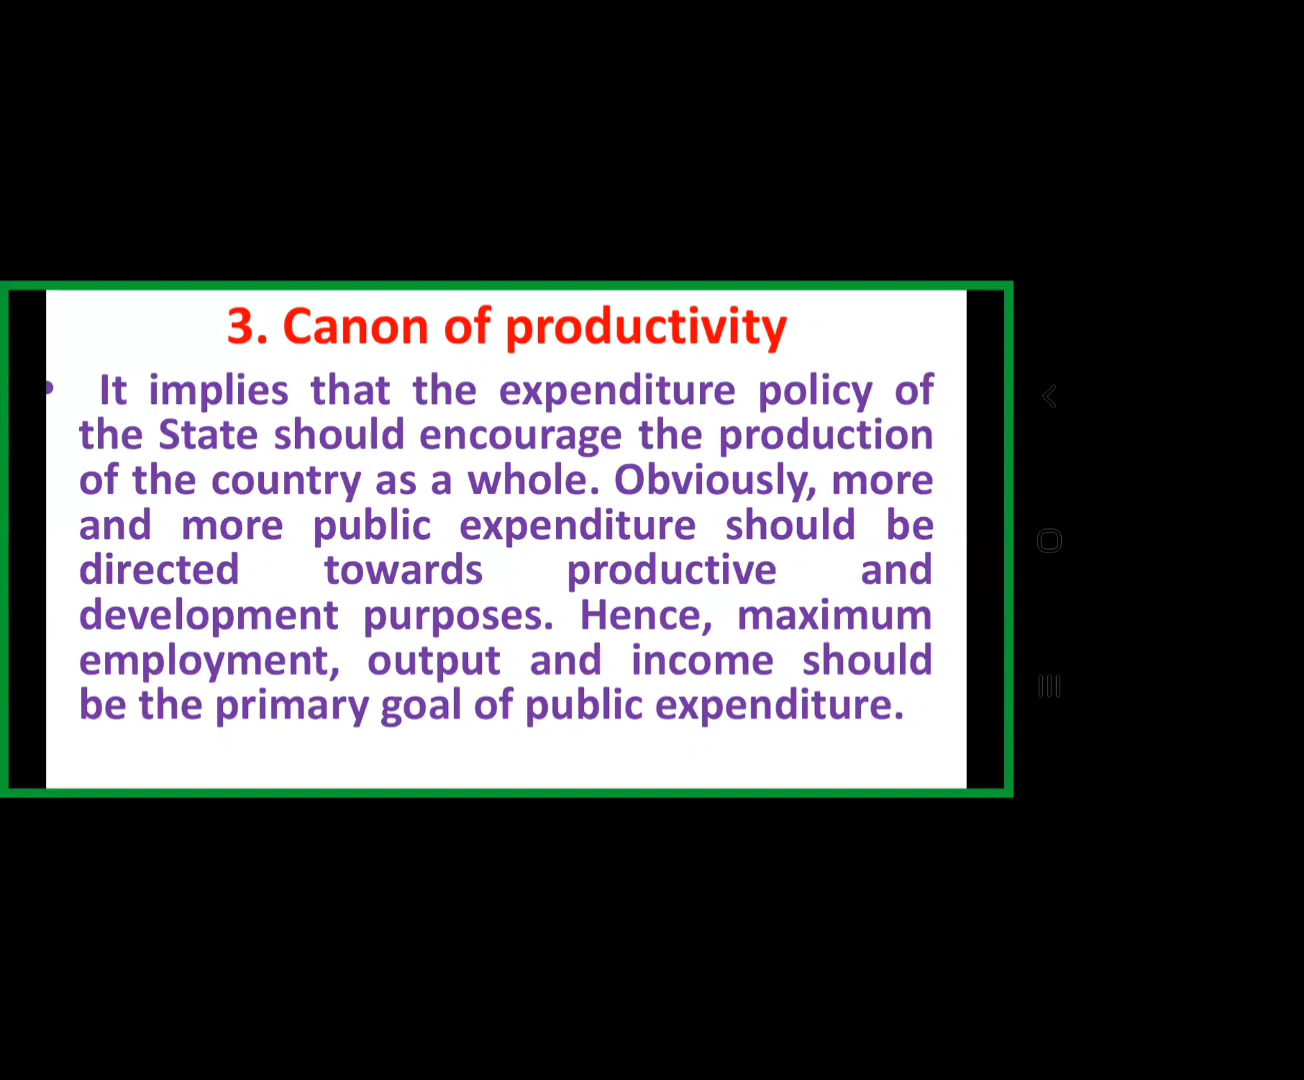 3. Canon of productivity
• It implies that the expenditure policy of
the State should encourage the production
of the country as a whole. Obviously, more
and more public expenditure should be
directed towards productive and
development purposes. Hence, maximum
employment, output and income should
be the primary goal of public expenditure.